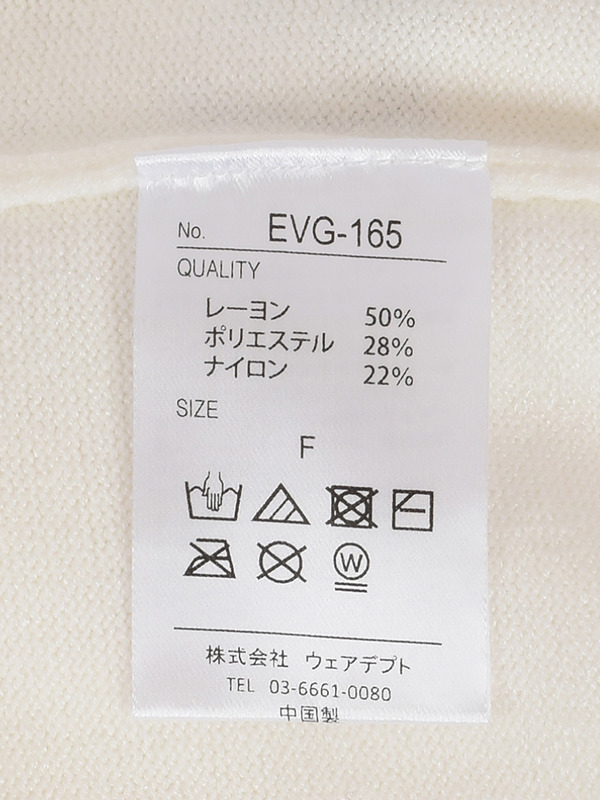 No. EVG-165
QUALITY
レーヨン 50%
ポリエステル 28%
ナイロン 22%
SIZE
F
W
株式会社 ウェアデプト
TEL 03-6661-0080
中国製